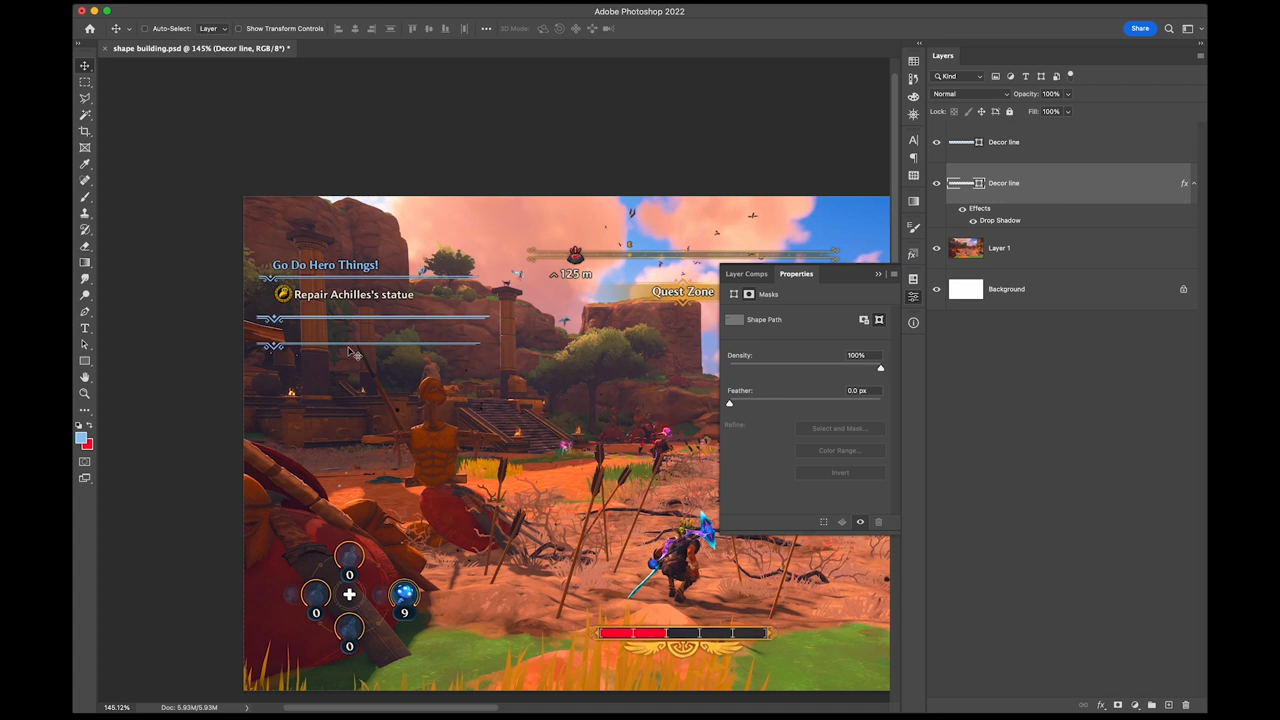 Adobe Photoshop 2022
Auto-Select: Layer Show Transform Controls 3D Mode: Share
× shape building.psd @ 145% (Decor line, RGB/8*) *
Layers
Kind
Normal Opacity: 100%
Lock: Fill: 100%
Decor line
Decor line fx
Effects
Drop Shadow
Layer 1
Background
Go Do Hero Things!
Repair Achilles's statue
125 m
Quest Zone
Layer Comps Properties
Masks
Shape Path
Density: 100%
Feather: 0.0 px
Refine: Select and Mask...
Color Range...
Invert
0
0 9
0
145.12% Doc: 5.93M/5.93M
fx